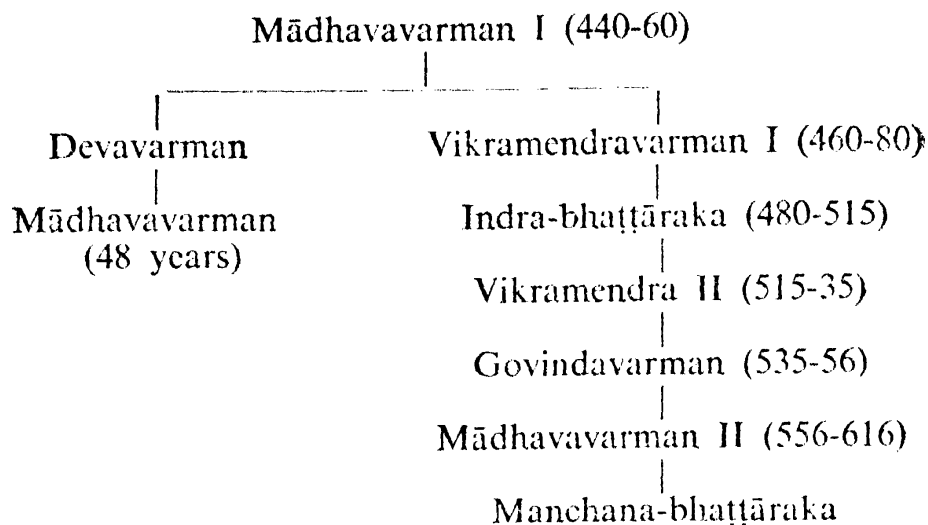 Mādhavavarman I (440-60)
Devavarman
Vikramendravarman I (460-80)
Mādhavavarman
(48 years)
Indra-bhaṭṭāraka (480-515)
Vikramendra II (515-35)
Govindavarman (535-56)
Mādhavavarman II (556-616)
Manchana-bhaṭṭāraka